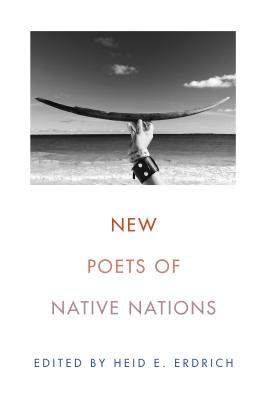 NEW
POETS OF
NATIVE NATIONS
EDITED BY HEID E. ERDRICH